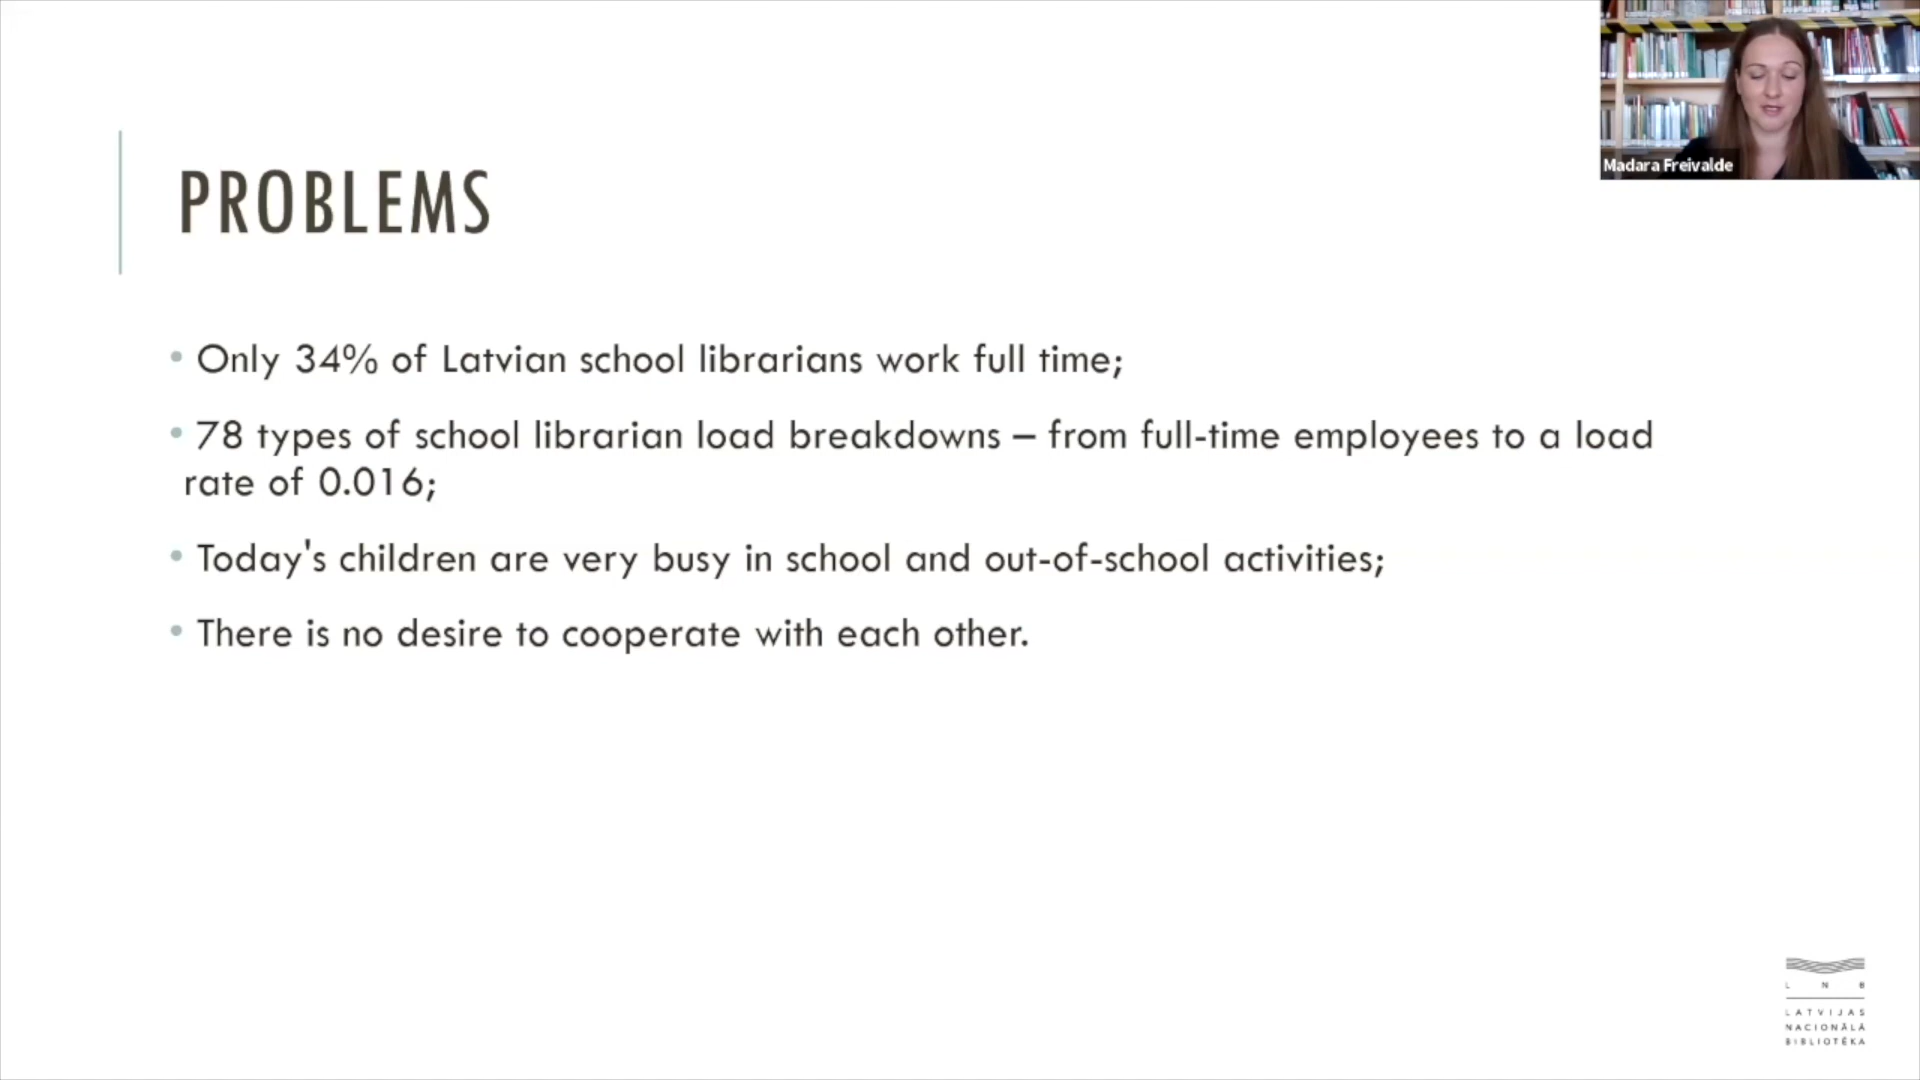 Madara Freivalde
PROBLEMS
• Only 34% of Latvian school librarians work full time;
• 78 types of school librarian load breakdowns – from full-time employees to a load
rate of 0.016;
• Today's children are very busy in school and out-of-school activities;
• There is no desire to cooperate with each other.
L N B
LATVIJAS
NACIONĀLĀ
BIBLIOTĒKA